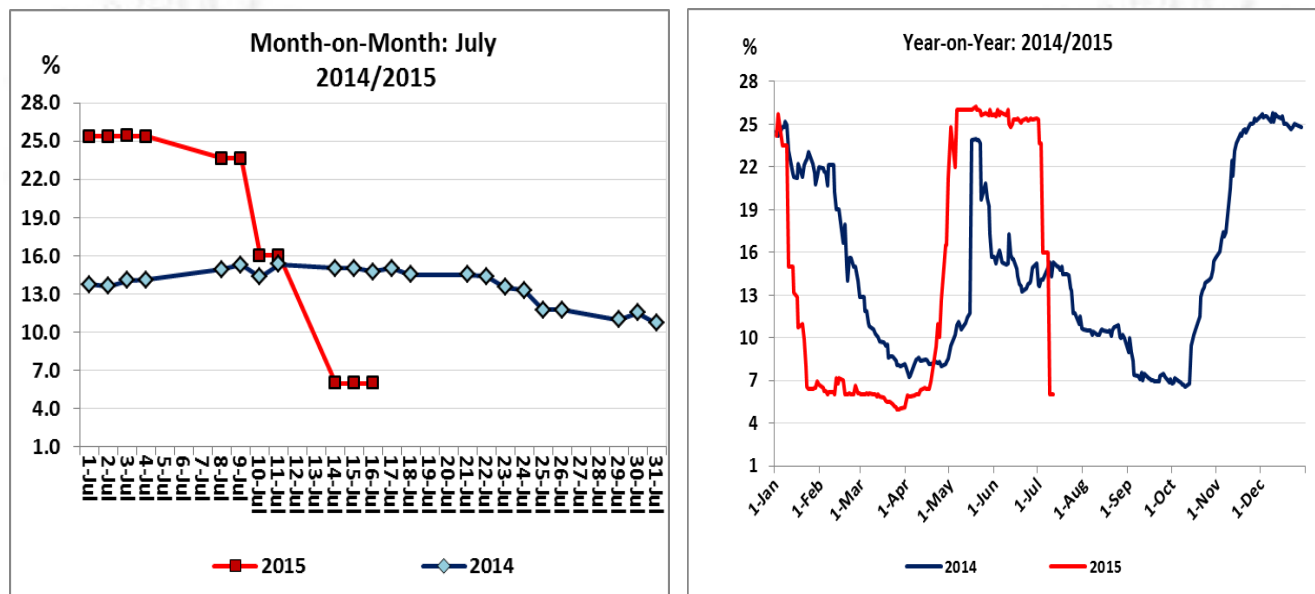 Month-on-Month: July
2014/2015
%
28.0
25.0
22.0
19.0
16.0
13.0
10.0
7.0
4.0
1.0
1-Jul
2-Jul
3-Jul
4-Jul
5-Jul
6-Jul
7-Jul
8-Jul
9-Jul
10-Jul
11-Jul
12-Jul
13-Jul
14-Jul
15-Jul
16-Jul
17-Jul
18-Jul
19-Jul
20-Jul
21-Jul
22-Jul
23-Jul
24-Jul
25-Jul
26-Jul
27-Jul
28-Jul
29-Jul
30-Jul
31-Jul
2015 2014
Year-on-Year: 2014/2015
%
28
25
22
19
16
13
10
7
4
1
1-Jan
1-Feb
1-Mar
1-Apr
1-May
1-Jun
1-Jul
1-Aug
1-Sep
1-Oct
1-Nov
1-Dec
2014 2015